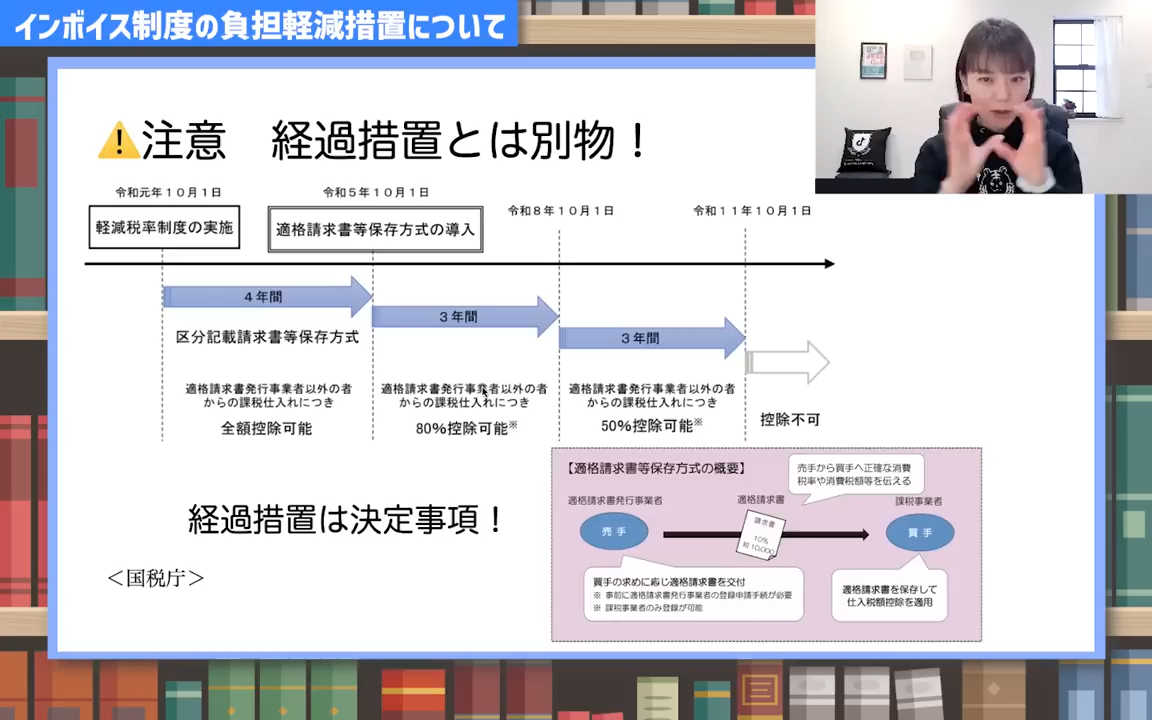 インボイス制度の負担軽減措置について
注意　経過措置とは別物！
令和元年１０月１日
令和５年１０月１日
令和８年１０月１日
令和１１年１０月１日
軽減税率制度の実施
適格請求書等保存方式の導入
４年間
３年間
３年間
区分記載請求書等保存方式
適格請求書発行事業者以外の者
からの課税仕入れにつき
全額控除可能
適格請求書発行事業者以外の者
からの課税仕入れにつき
80%控除可能※
適格請求書発行事業者以外の者
からの課税仕入れにつき
50%控除可能※
控除不可
経過措置は決定事項！
＜国税庁＞
【適格請求書等保存方式の概要】
売手から買手へ正確な消費
税率や消費税額等を伝える
適格請求書発行事業者
適格請求書
課税事業者
売 手
請求書
10%
税 10,000
買 手
買手の求めに応じ適格請求書を交付
※ 事前に適格請求書発行事業者の登録申請手続が必要
※ 課税事業者のみ登録が可能
適格請求書を保存して
仕入税額控除を適用